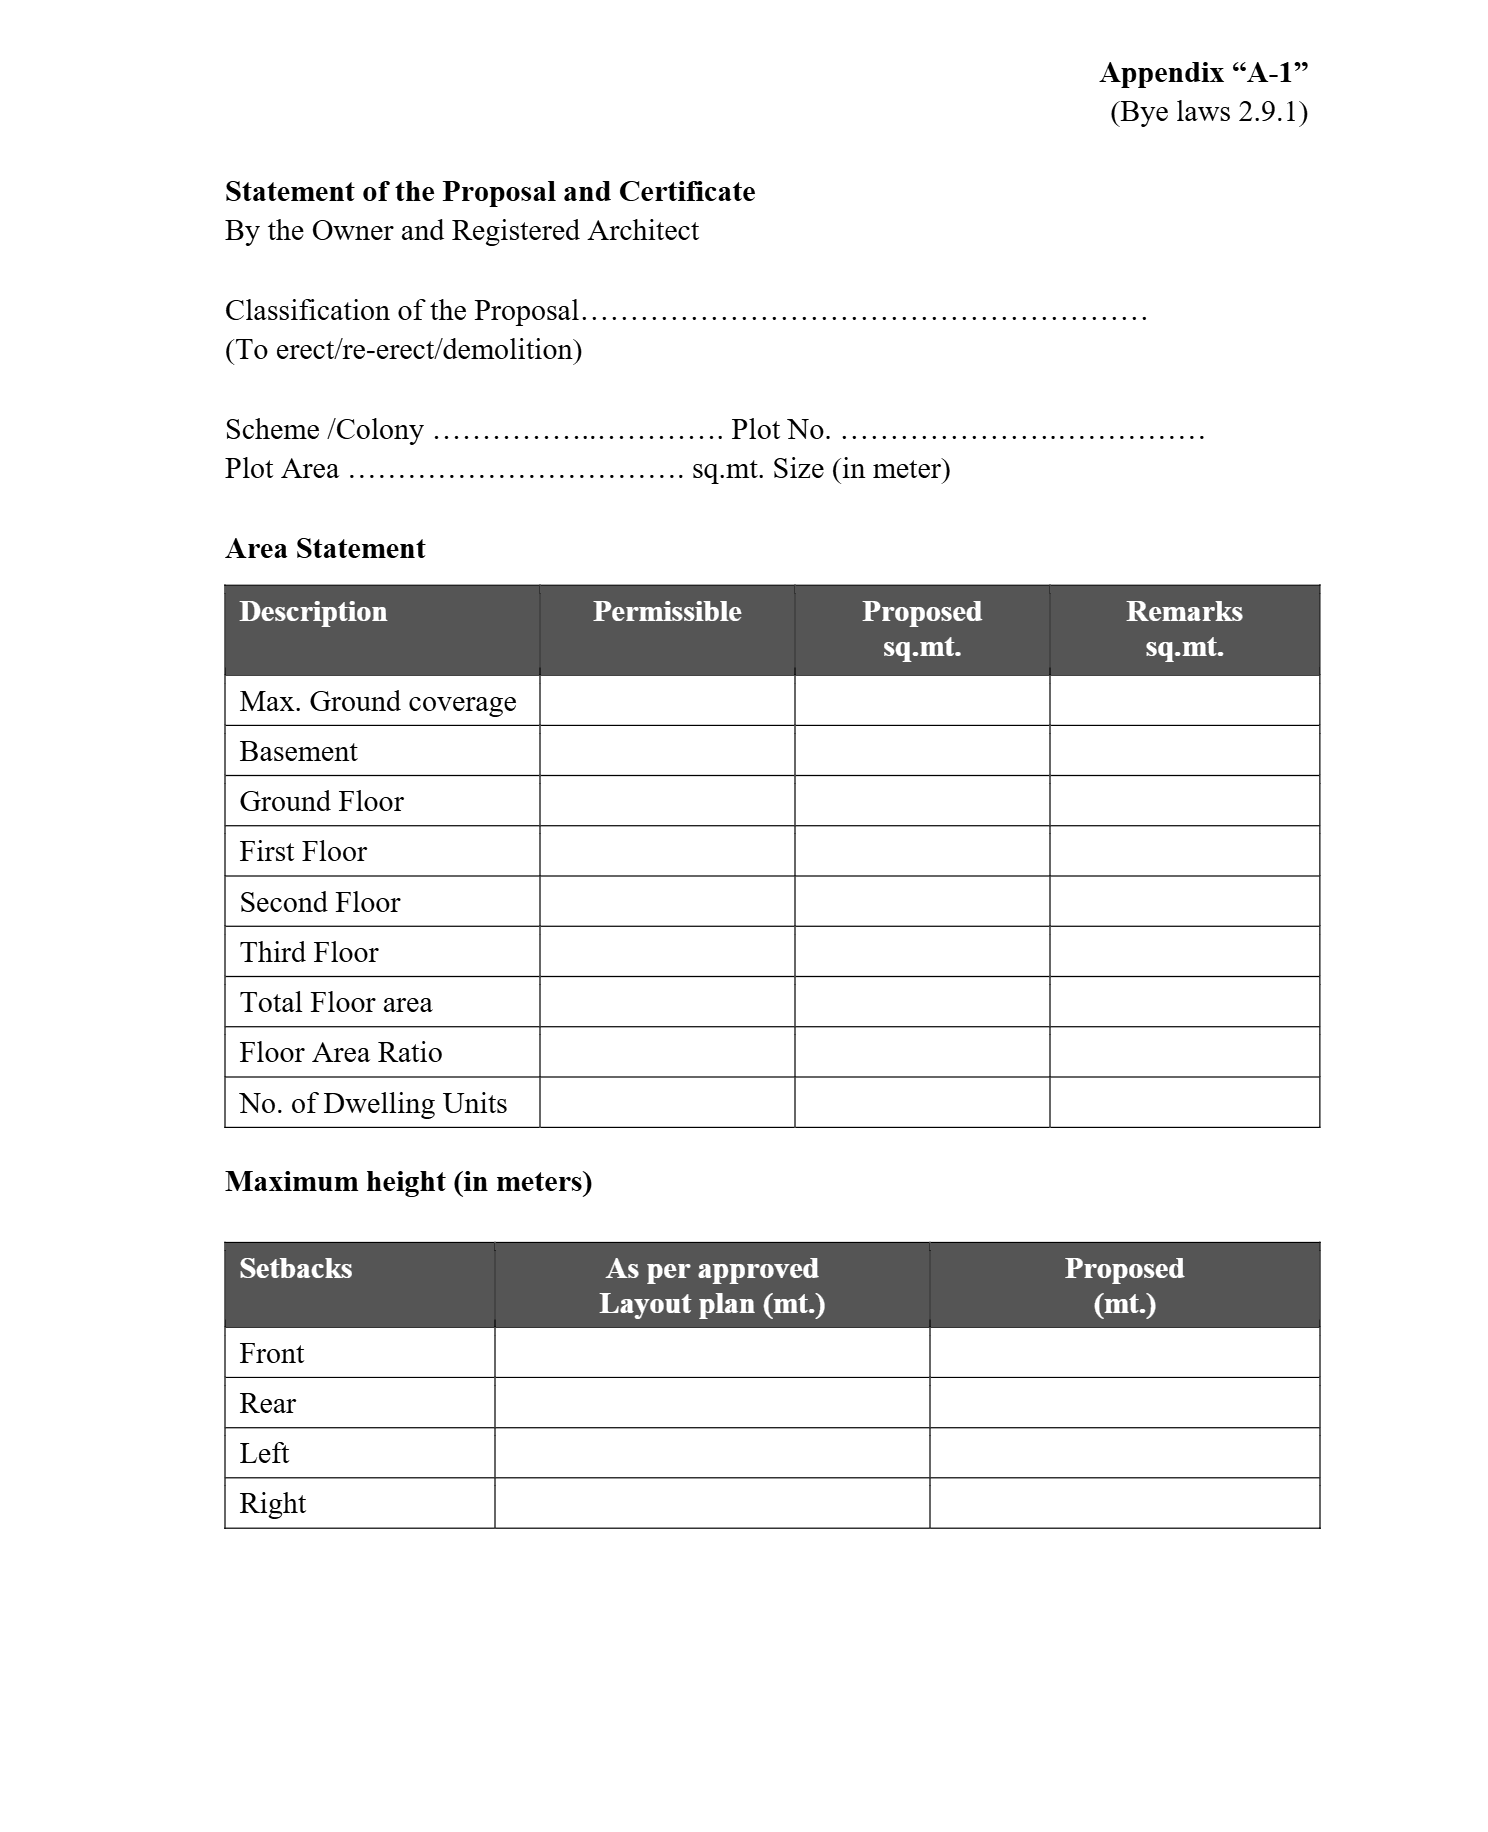 Appendix “A-1”
(Bye laws 2.9.1)
Statement of the Proposal and Certificate
By the Owner and Registered Architect
Classification of the Proposal…………………………………………………
(To erect/re-erect/demolition)
Scheme /Colony ……………..…………. Plot No. ………………….……………
Plot Area ……………………………. sq.mt. Size (in meter)
Area Statement
Description Permissible Proposed sq.mt. Remarks sq.mt.
Max. Ground coverage
Basement
Ground Floor
First Floor
Second Floor
Third Floor
Total Floor area
Floor Area Ratio
No. of Dwelling Units
Maximum height (in meters)
Setbacks As per approved Layout plan (mt.) Proposed (mt.)
Front
Rear
Left
Right